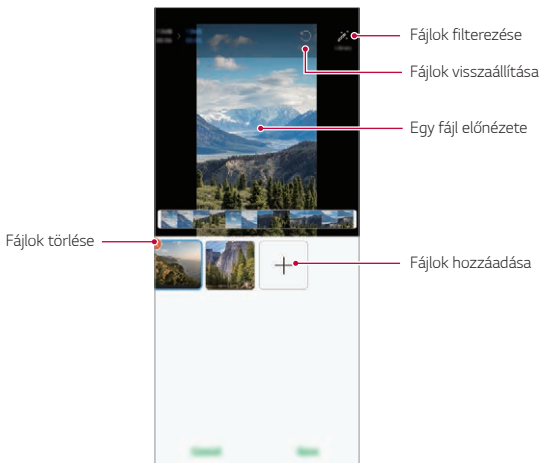 Fájlok filterezése
Fájlok visszaállítása
Egy fájl előnézete
Fájlok törlése
Fájlok hozzáadása